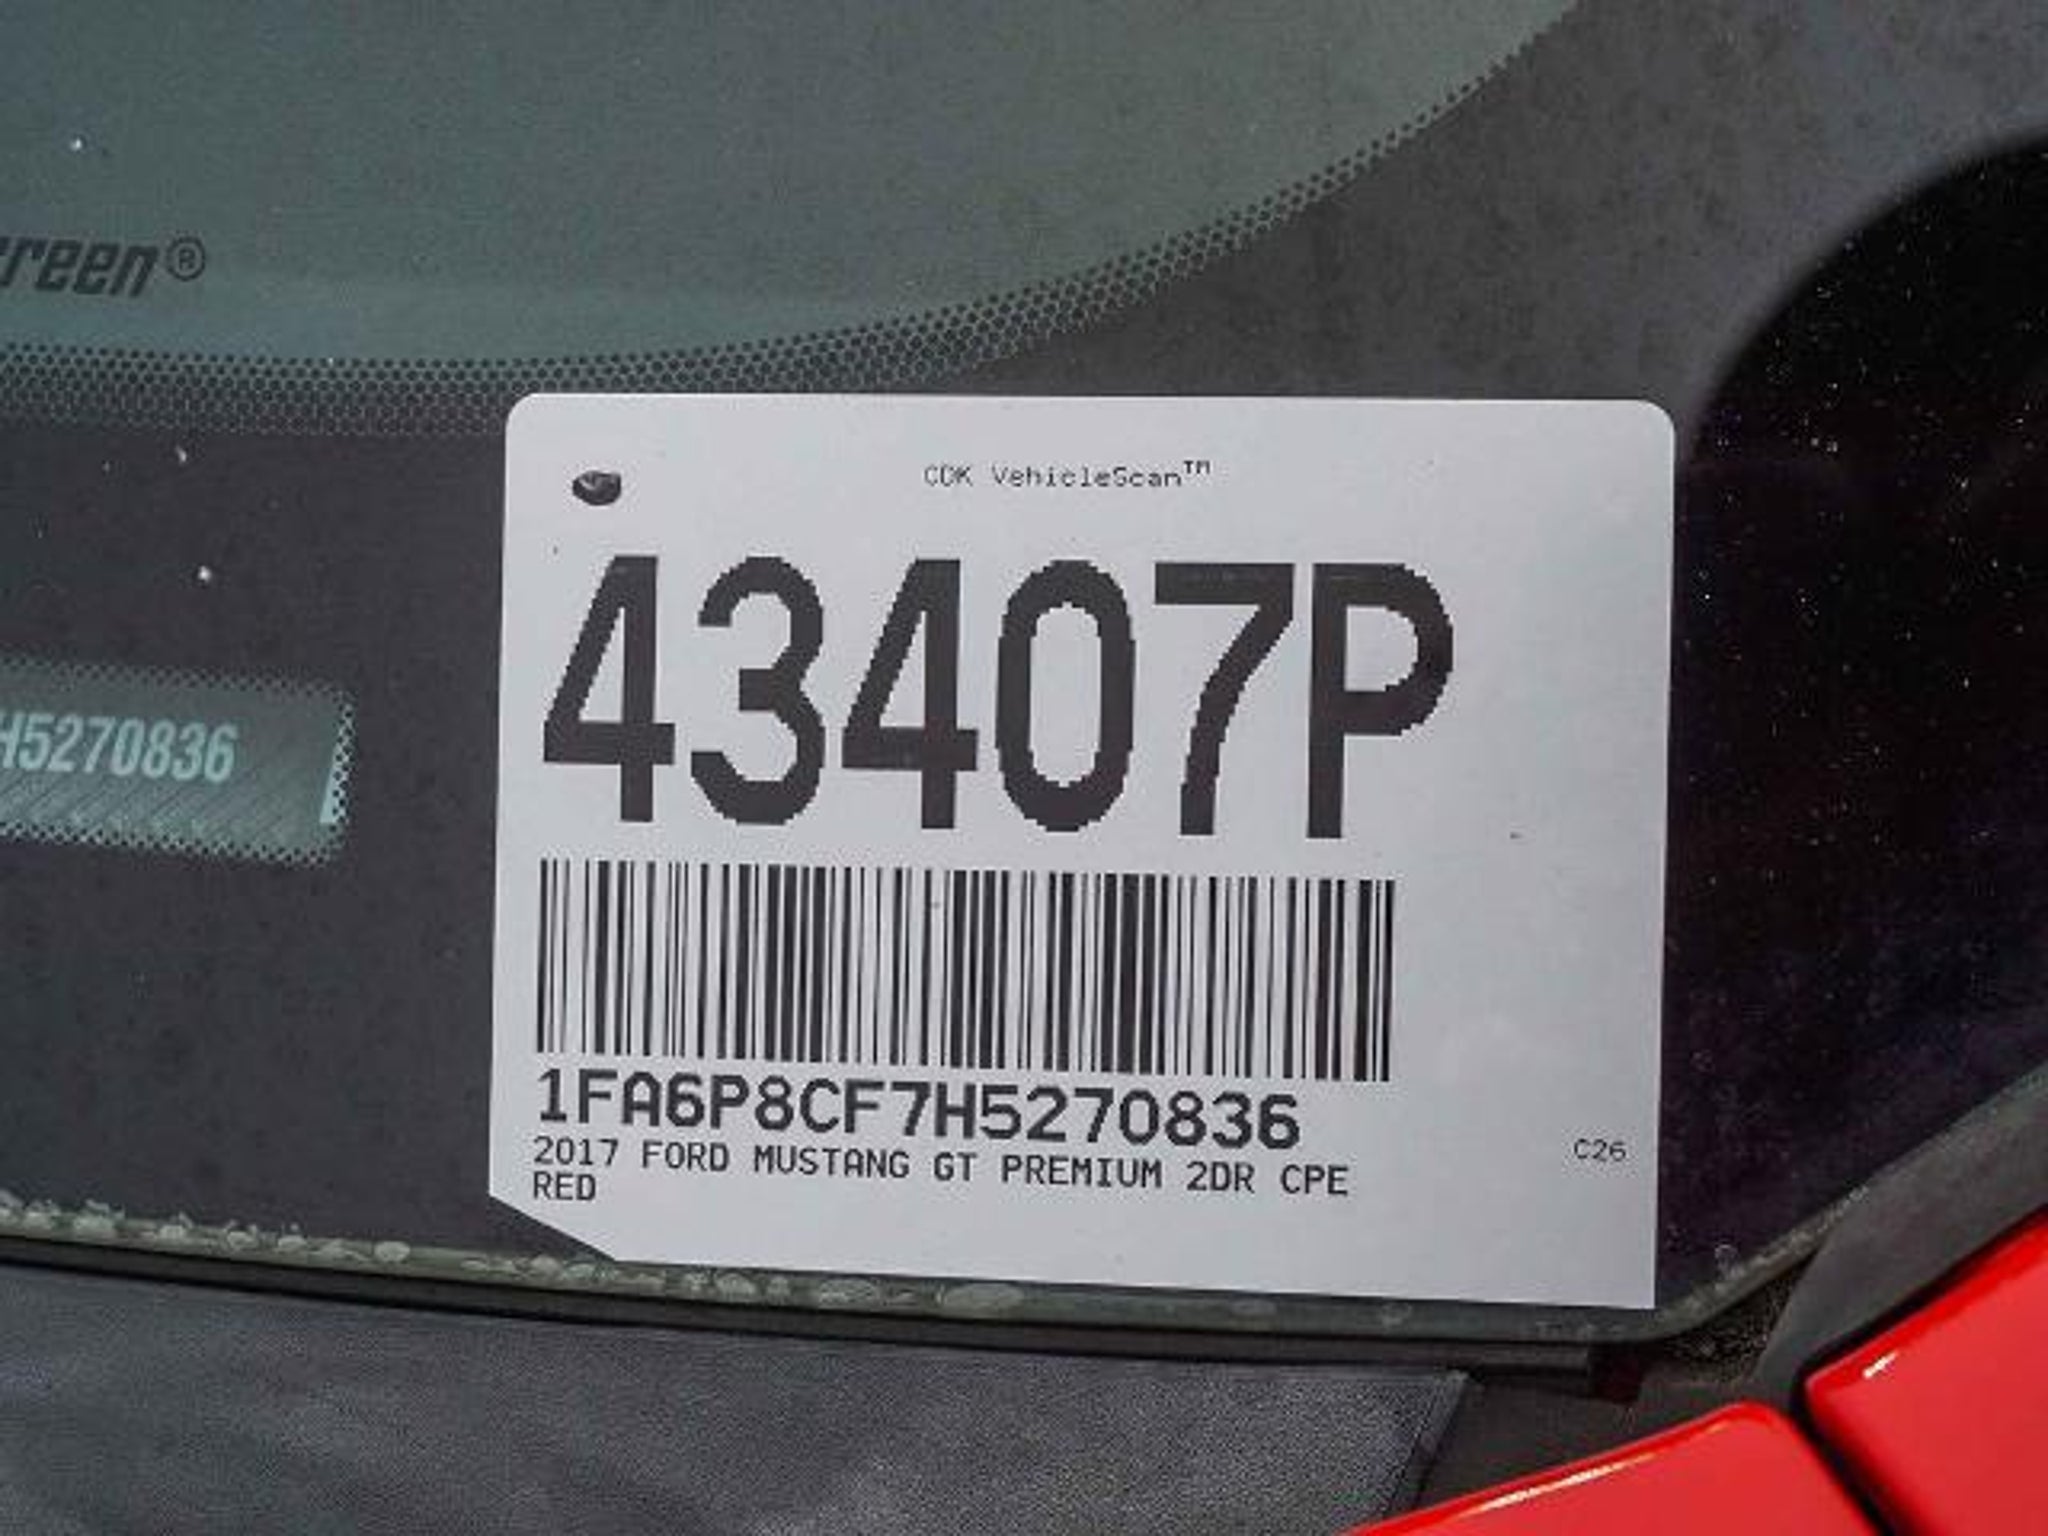 reen®
CDK VehicleScan™
43407P
H5270836
1FA6P8CF7H5270836
2017 FORD MUSTANG GT PREMIUM 2DR CPE
RED
C26